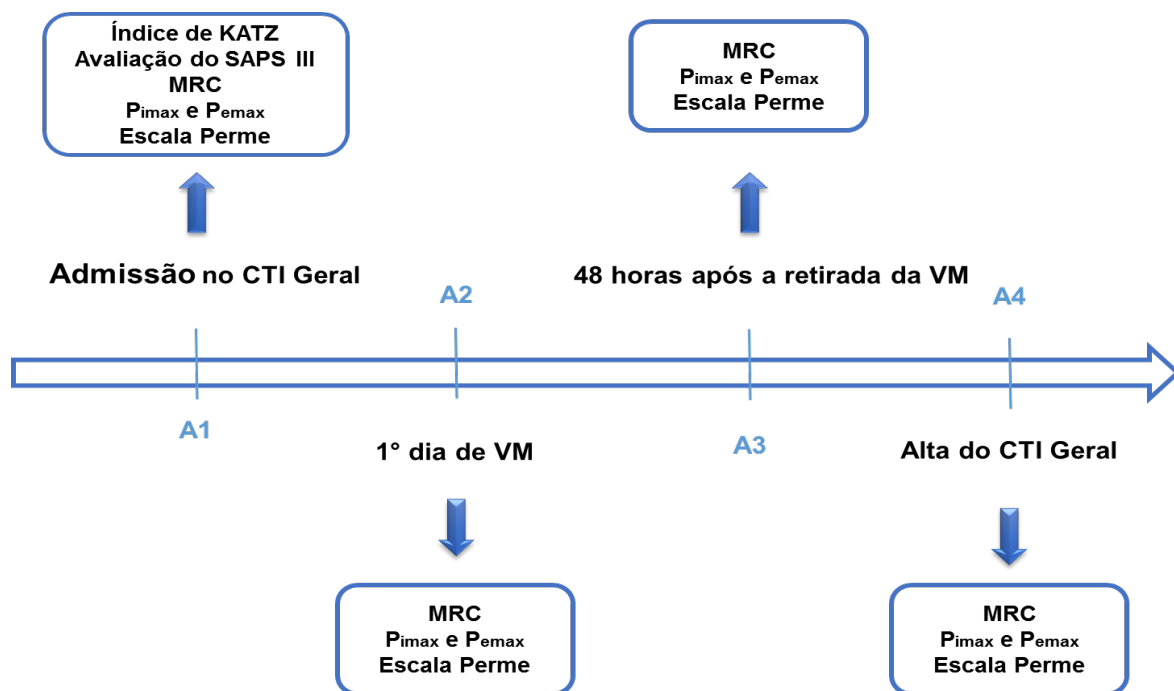 Índice de KATZ
Avaliação do SAPS III
MRC
Pimax e Pemax
Escala Perme
MRC
Pimax e Pemax
Escala Perme
Admissão no CTI Geral
48 horas após a retirada da VM
A2
A4
A1
A3
1° dia de VM
Alta do CTI Geral
MRC
Pimax e Pemax
Escala Perme
MRC
Pimax e Pemax
Escala Perme